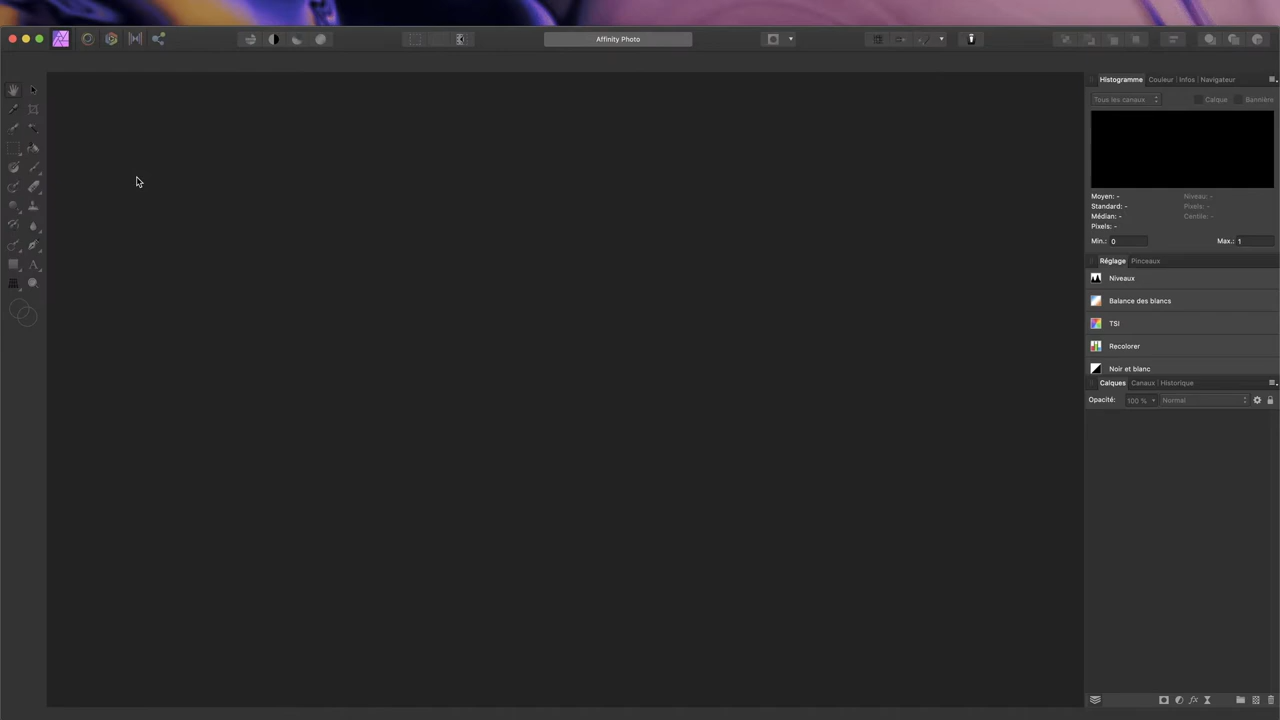 Affinity Photo
Histogramme Couleur Infos Navigateur
Tous les canaux Calque Bannière
Moyen: - Niveau: -
Standard: - Pixels: -
Médian: - Centile: -
Pixels: -
Min.: 0 Max.: 1
Réglage Pinceaux
Niveaux
Balance des blancs
TSI
Recolorer
Noir et blanc
Calques Canaux Historique
Opacité: 100 % Normal
A
fx